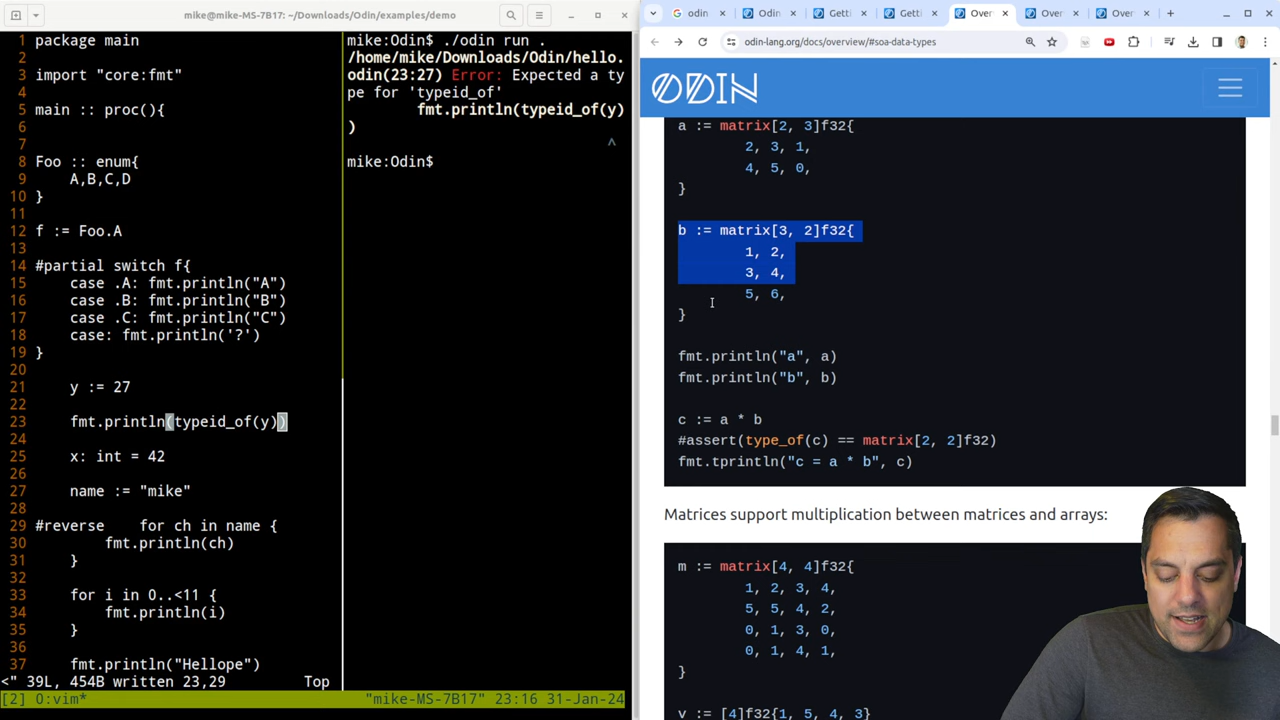 mike@mike-MS-7B17: ~/Downloads/Odin/examples/demo
1 package main
2
3 import "core:fmt"
4
5 main :: proc(){
6
7
8 Foo :: enum{
9 A,B,C,D
10 }
11
12 f := Foo.A
13
14 #partial switch f{
15 case .A: fmt.println("A")
16 case .B: fmt.println("B")
17 case .C: fmt.println("C")
18 case: fmt.println('?')
19 }
20
21 y := 27
22
23 fmt.println(typeid_of(y))
24
25 x: int = 42
26
27 name := "mike"
28
29 #reverse for ch in name {
30 fmt.println(ch)
31 }
32
33 for i in 0..<11 {
34 fmt.println(i)
35 }
36
37 fmt.println("Hellope")
<" 39L, 454B written 23,29 Top
mike:Odin$ ./odin run .
/home/mike/Downloads/Odin/hello.
odin(23:27) Error: Expected a ty
pe for 'typeid_of'
fmt.println(typeid_of(y)
)
^
mike:Odin$
[2] 0:vim* "mike-MS-7B17" 23:16 31-Jan-24
odin
Odin
Getti
Getti
Over
Over
Over
odin-lang.org/docs/overview/#soa-data-types
ODIN
a := matrix[2, 3]f32{
2, 3, 1,
4, 5, 0,
}
b := matrix[3, 2]f32{
1, 2,
3, 4,
5, 6,
}
fmt.println("a", a)
fmt.println("b", b)
c := a * b
#assert(type_of(c) == matrix[2, 2]f32)
fmt.tprintln("c = a * b", c)
Matrices support multiplication between matrices and arrays:
m := matrix[4, 4]f32{
1, 2, 3, 4,
5, 5, 4, 2,
0, 1, 3, 0,
0, 1, 4, 1,
}
v := [4]f32{1, 5, 4, 3}